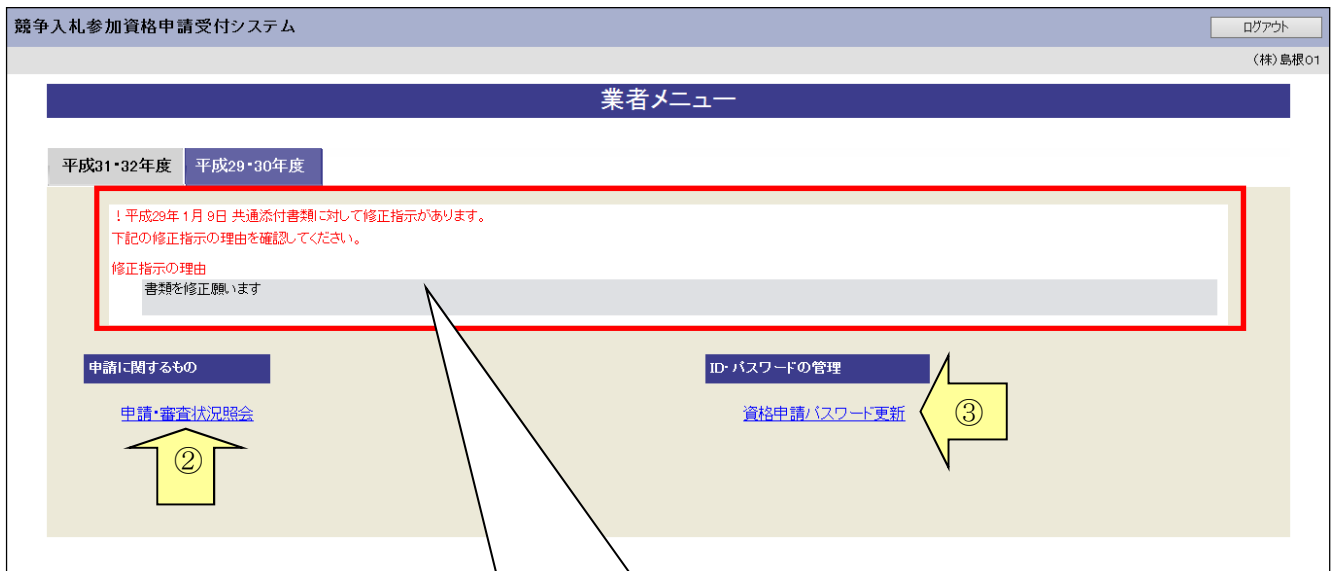 競争入札参加資格申請受付システム
ログアウト
(株)島根01
業者メニュー
平成31・32年度 平成29・30年度
！平成29年1月9日 共通添付書類に対して修正指示があります。
下記の修正指示の理由を確認してください。
修正指示の理由
書類を修正願います
申請に関するもの
ID・パスワードの管理
申請・審査状況照会
資格申請パスワード更新
③
②